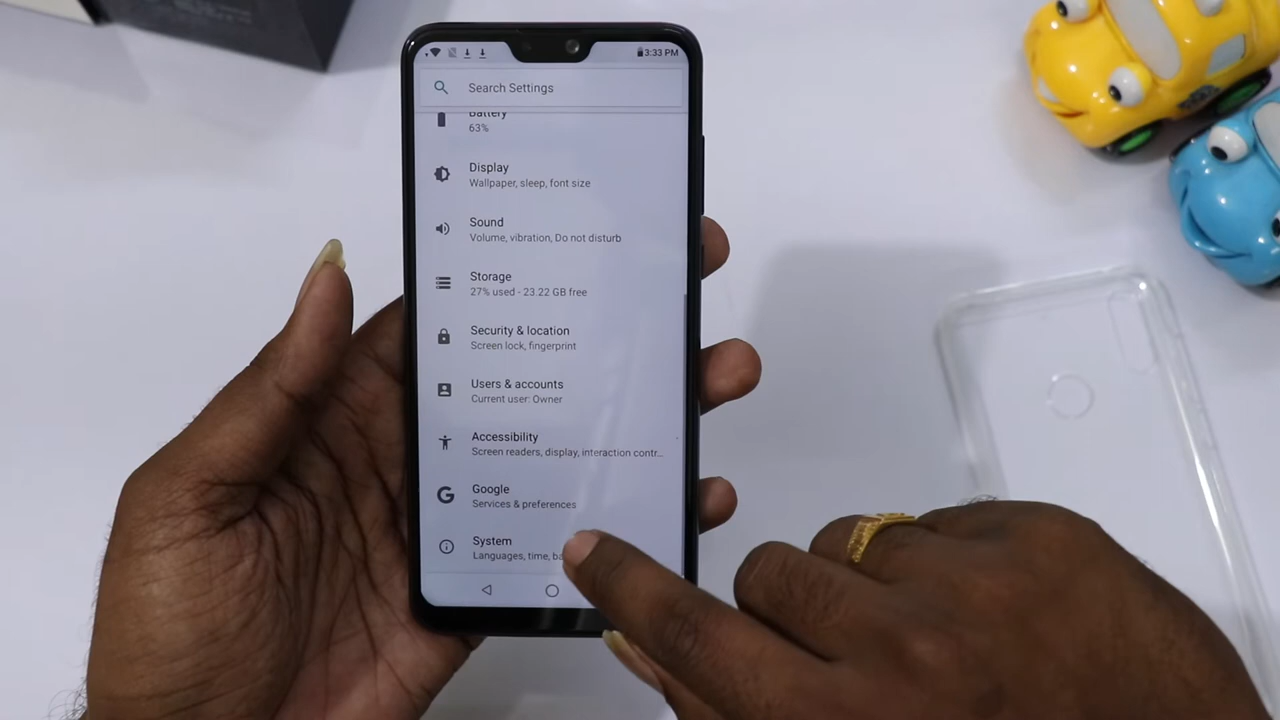 3:33 PM
Search Settings
Battery
63%
Display
Wallpaper, sleep, font size
Sound
Volume, vibration, Do not disturb
Storage
27% used - 23.22 GB free
Security & location
Screen lock, fingerprint
Users & accounts
Current user: Owner
Accessibility
Screen readers, display, interaction contr...
Google
Services & preferences
System
Languages, time,